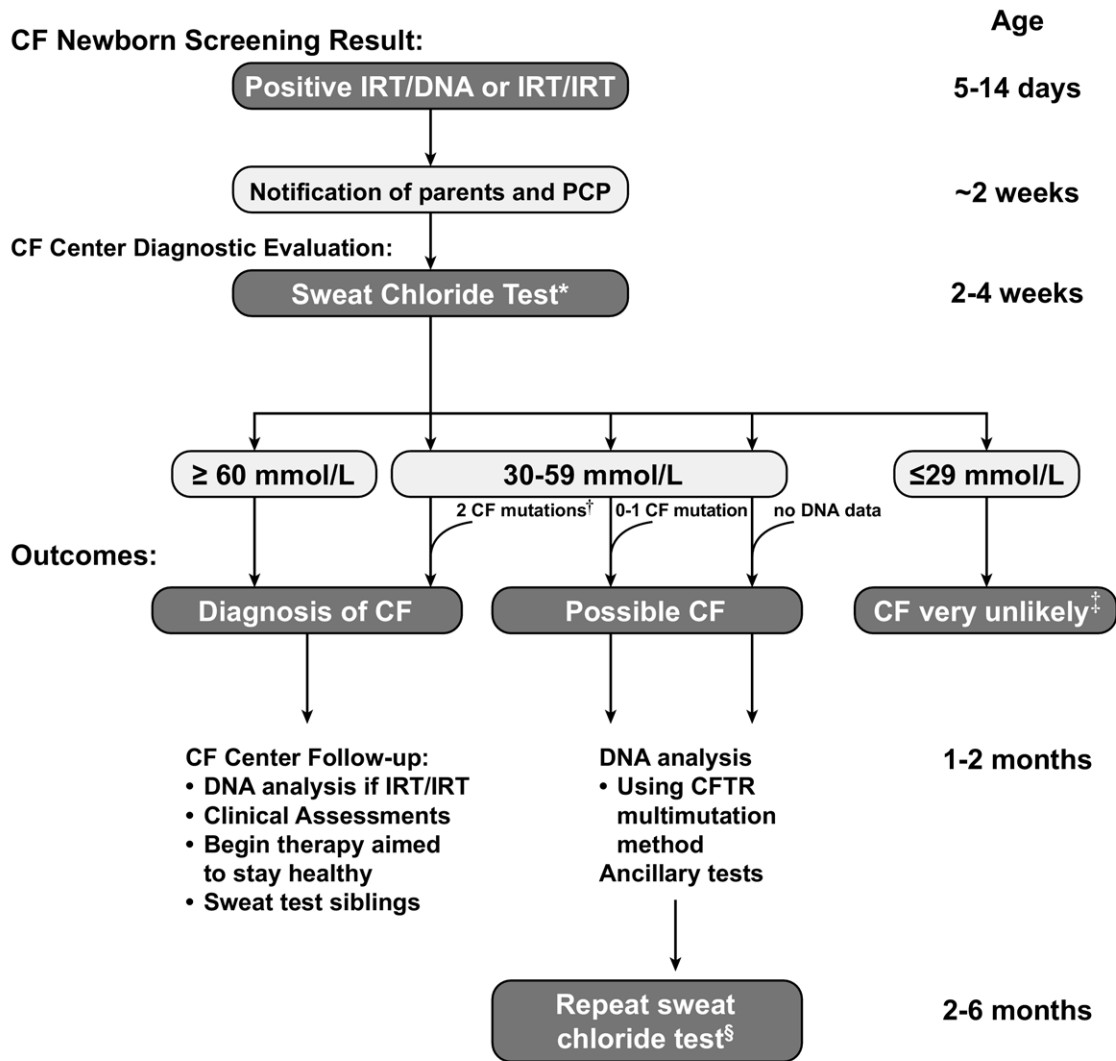 Age
CF Newborn Screening Result:
Positive IRT/DNA or IRT/IRT
5-14 days
Notification of parents and PCP
~2 weeks
CF Center Diagnostic Evaluation:
Sweat Chloride Test*
2-4 weeks
≥ 60 mmol/L
30-59 mmol/L
≤29 mmol/L
2 CF mutations†
0-1 CF mutation
no DNA data
Outcomes:
Diagnosis of CF
Possible CF
CF very unlikely‡
CF Center Follow-up:
• DNA analysis if IRT/IRT
• Clinical Assessments
• Begin therapy aimed
to stay healthy
• Sweat test siblings
DNA analysis
• Using CFTR
multimutation
method
Ancillary tests
1-2 months
Repeat sweat
chloride test§
2-6 months